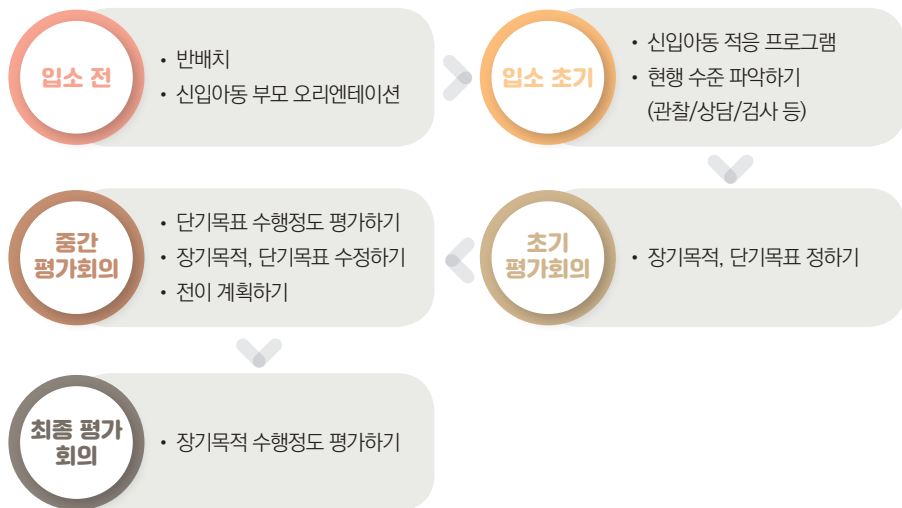 입소 전
• 반배치
• 신입아동 부모 오리엔테이션
입소 초기
• 신입아동 적응 프로그램
• 현행 수준 파악하기
(관찰/상담/검사 등)
초기
평가회의
• 장기목적, 단기목표 정하기
중간
평가회의
• 단기목표 수행정도 평가하기
• 장기목적, 단기목표 수정하기
• 전이 계획하기
최종 평가
회의
• 장기목적 수행정도 평가하기